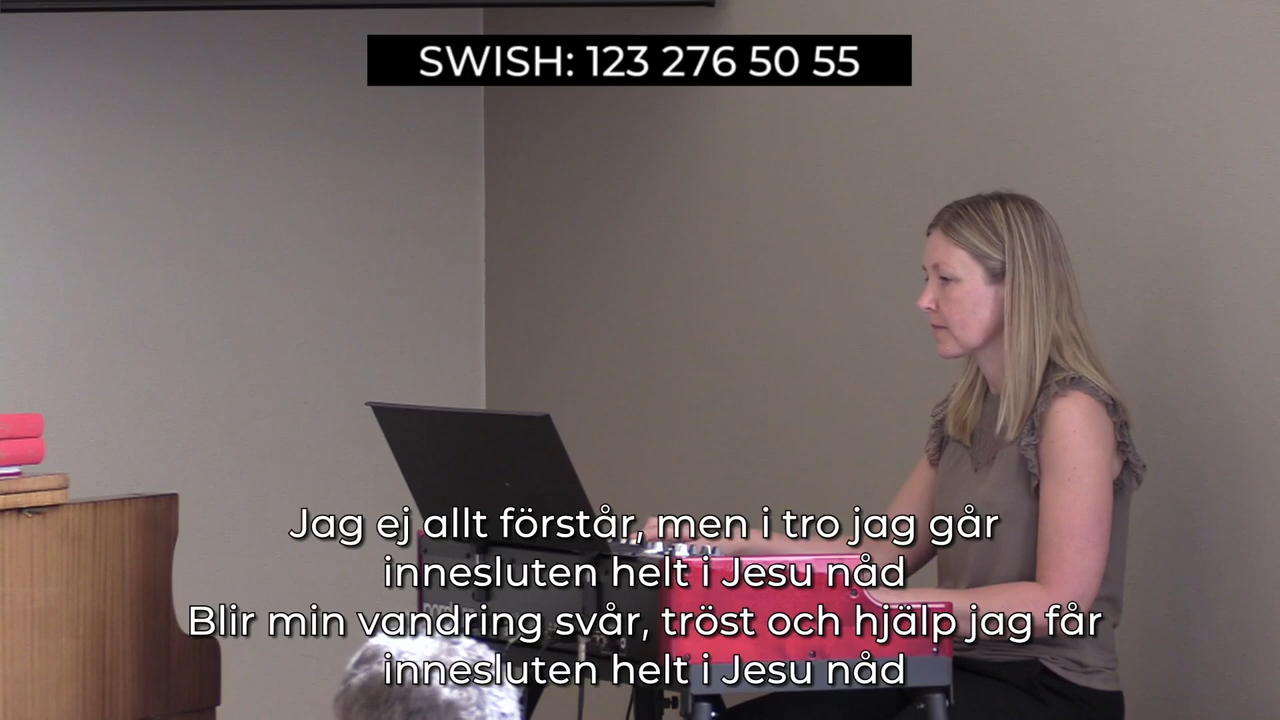 SWISH: 123 276 50 55
Jag ej allt förstår, men i tro jag går
innesluten helt i Jesu nåd
Blir min vandring svår, tröst och hjälp jag får
innesluten helt i Jesu nåd